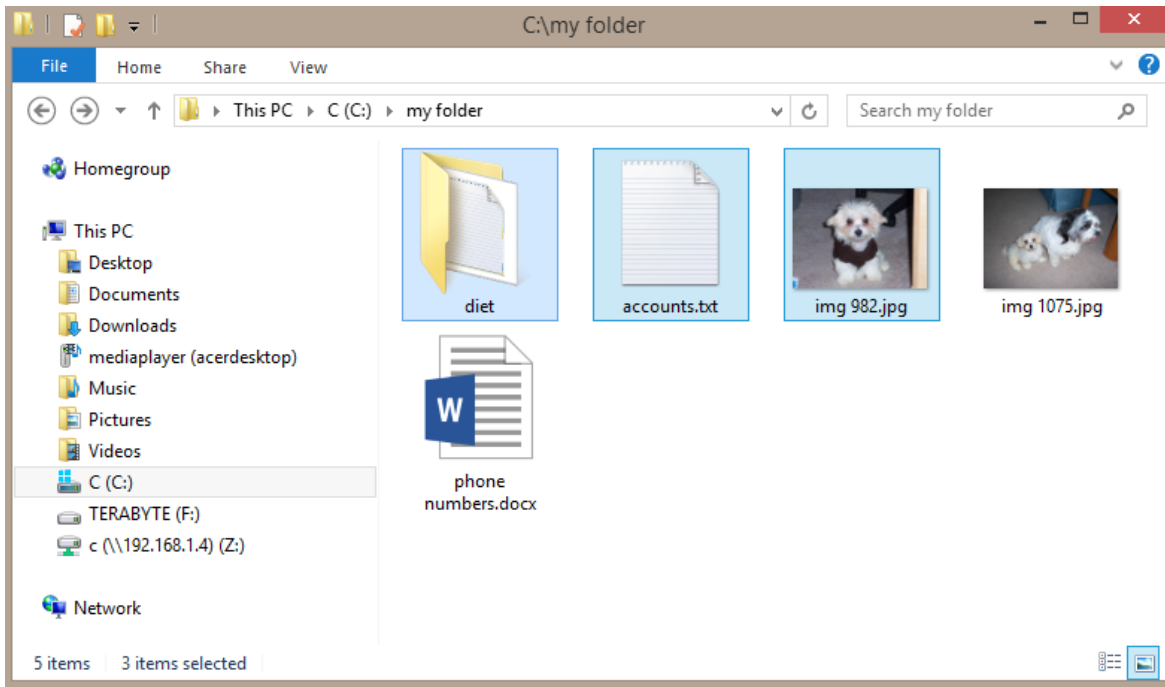 C:\my folder
File Home Share View
This PC C (C:) my folder Search my folder
Homegroup
This PC
Desktop
Documents
Downloads
mediaplayer (acerdesktop)
Music
Pictures
Videos
C (C:)
TERABYTE (F:)
c (\\192.168.1.4) (Z:)
Network
diet accounts.txt img 982.jpg img 1075.jpg
W
phone
numbers.docx
5 items 3 items selected